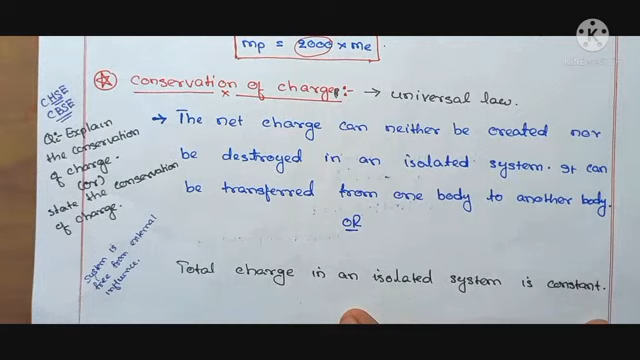 mp = 2000 × me
Conservation of charge :- → universal law.
→ The net charge can neither be created nor
be destroyed in an isolated system. It can
be transferred from one body to another body.
OR
Total charge in an isolated system is constant.
CHSE
CBSE
Q:- Explain
the conservation
of charge.
(or)
state the conservation
of charge.
system is
free from external
influence.